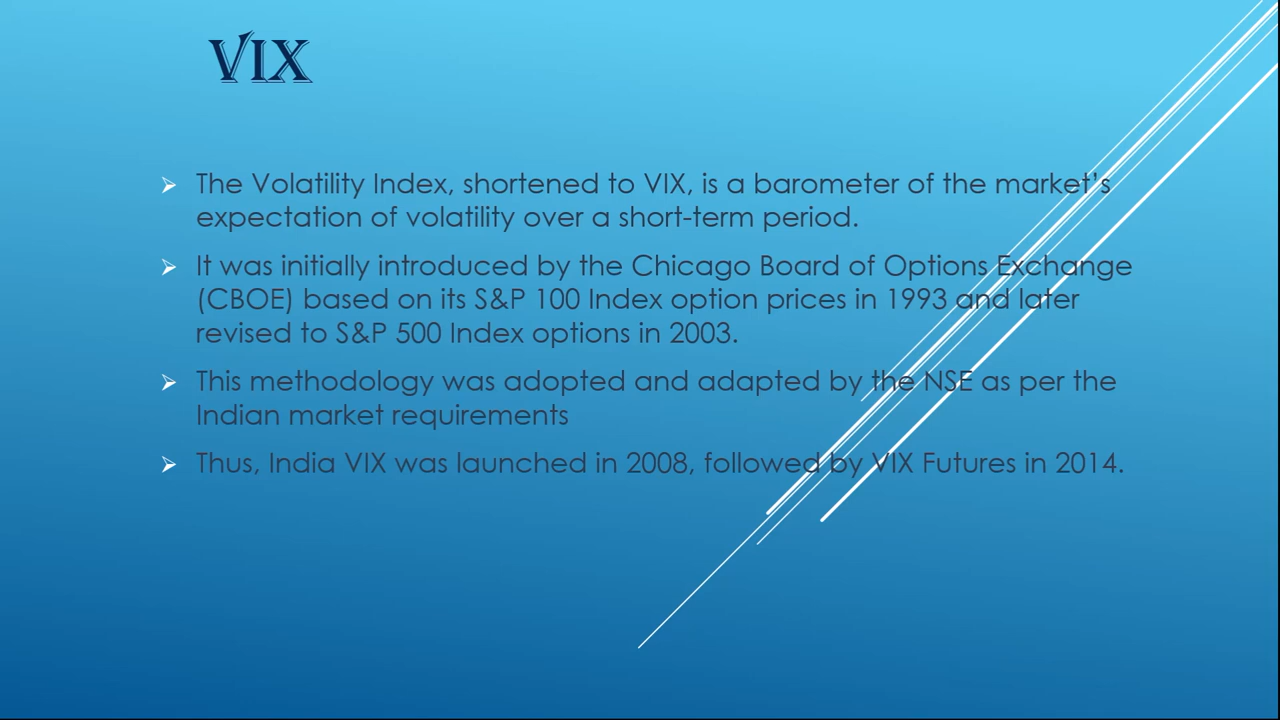 VIX
The Volatility Index, shortened to VIX, is a barometer of the market's
expectation of volatility over a short-term period.
It was initially introduced by the Chicago Board of Options Exchange
(CBOE) based on its S&P 100 Index option prices in 1993 and later
revised to S&P 500 Index options in 2003.
This methodology was adopted and adapted by the NSE as per the
Indian market requirements
Thus, India VIX was launched in 2008, followed by VIX Futures in 2014.